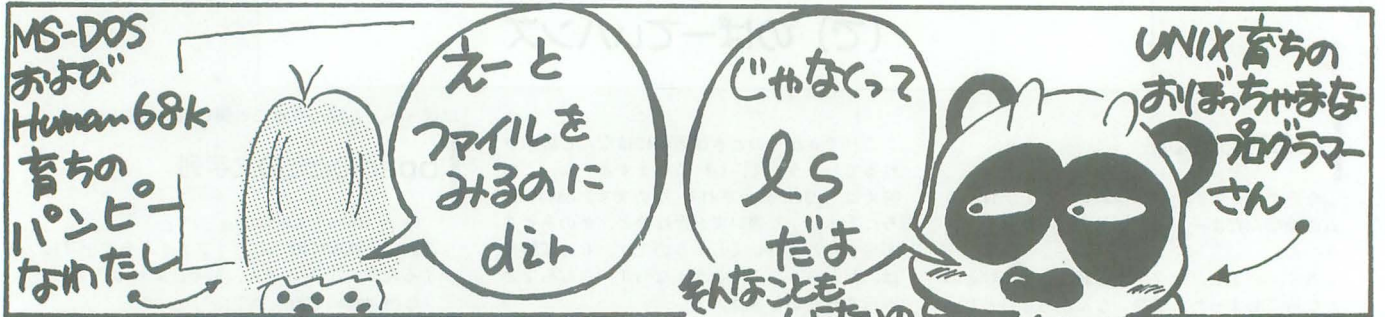 MS-DOS
および
Human68k
育ちの
パンピー
なわたし
えーと
ファイルを
みるのに
dir
じゃなくって
ls
だよ
そんなことも
UNIX育ちの
おぼっちゃまな
プログラマー
さん